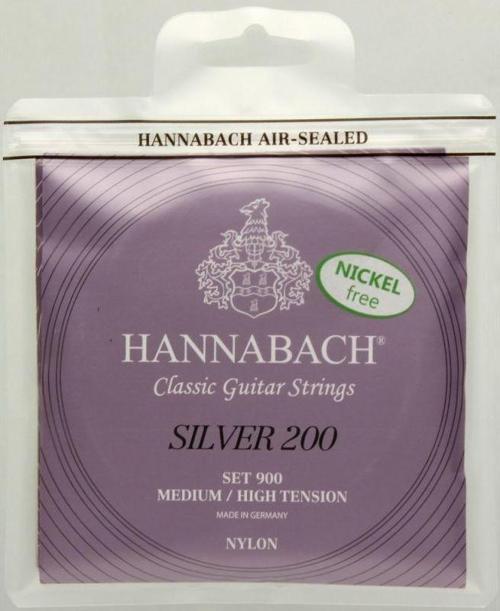 HANNABACH AIR-SEALED
NICKEL
free
HANNABACH®
Classic Guitar Strings
SILVER 200
SET 900
MEDIUM / HIGH TENSION
MADE IN GERMANY
NYLON